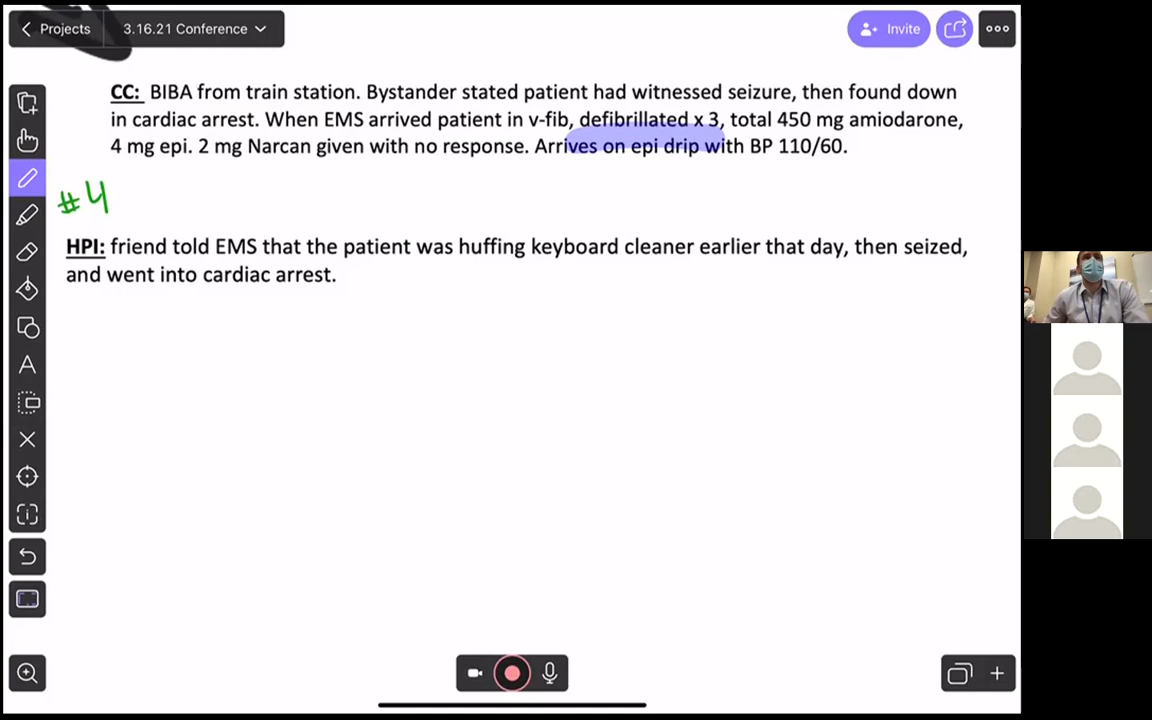 Projects
3.16.21 Conference
Invite
CC: BIBA from train station. Bystander stated patient had witnessed seizure, then found down
in cardiac arrest. When EMS arrived patient in v-fib, defibrillated x 3, total 450 mg amiodarone,
4 mg epi. 2 mg Narcan given with no response. Arrives on epi drip with BP 110/60.
#4
HPI: friend told EMS that the patient was huffing keyboard cleaner earlier that day, then seized,
and went into cardiac arrest.